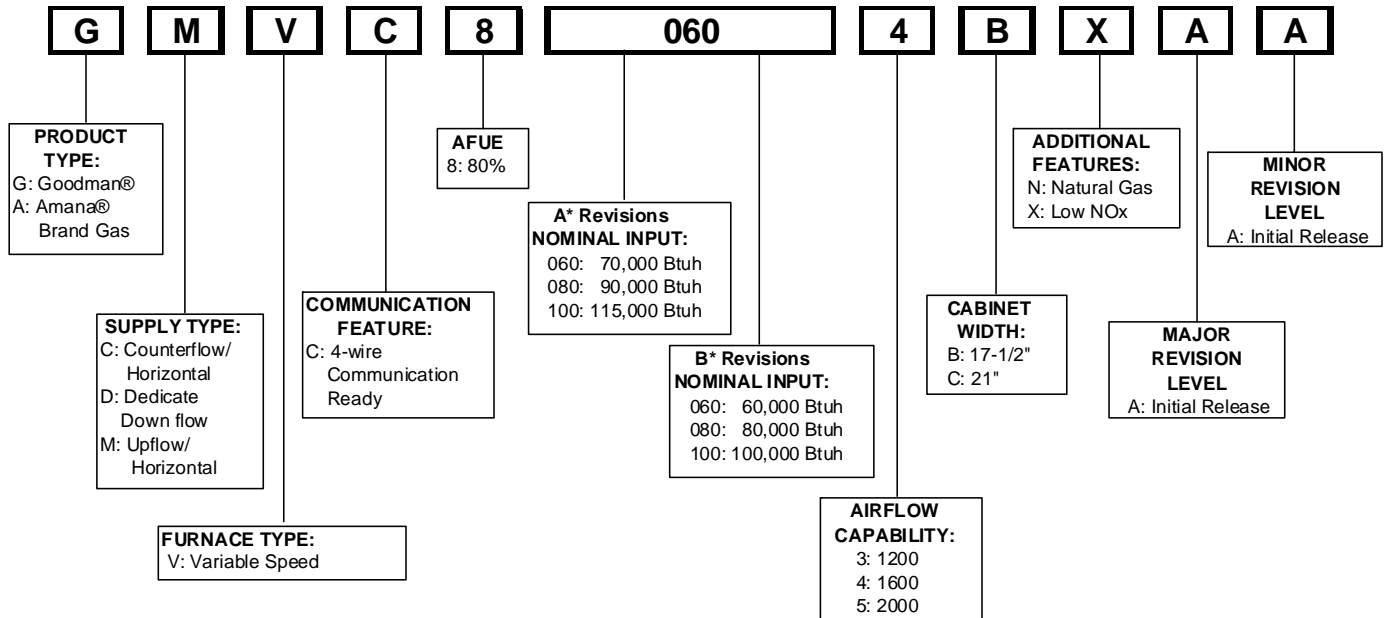 G M V C 8 060 4 B X A A
PRODUCT
TYPE:
G: Goodman®
A: Amana®
Brand Gas
SUPPLY TYPE:
C: Counterflow/
Horizontal
D: Dedicate
Down flow
M: Upflow/
Horizontal
FURNACE TYPE:
V: Variable Speed
COMMUNICATION
FEATURE:
C: 4-wire
Communication
Ready
AFUE
8: 80%
A* Revisions
NOMINAL INPUT:
060: 70,000 Btuh
080: 90,000 Btuh
100: 115,000 Btuh
B* Revisions
NOMINAL INPUT:
060: 60,000 Btuh
080: 80,000 Btuh
100: 100,000 Btuh
AIRFLOW
CAPABILITY:
3: 1200
4: 1600
5: 2000
CABINET
WIDTH:
B: 17-1/2"
C: 21"
ADDITIONAL
FEATURES:
N: Natural Gas
X: Low NOx
MAJOR
REVISION
LEVEL
A: Initial Release
MINOR
REVISION
LEVEL
A: Initial Release